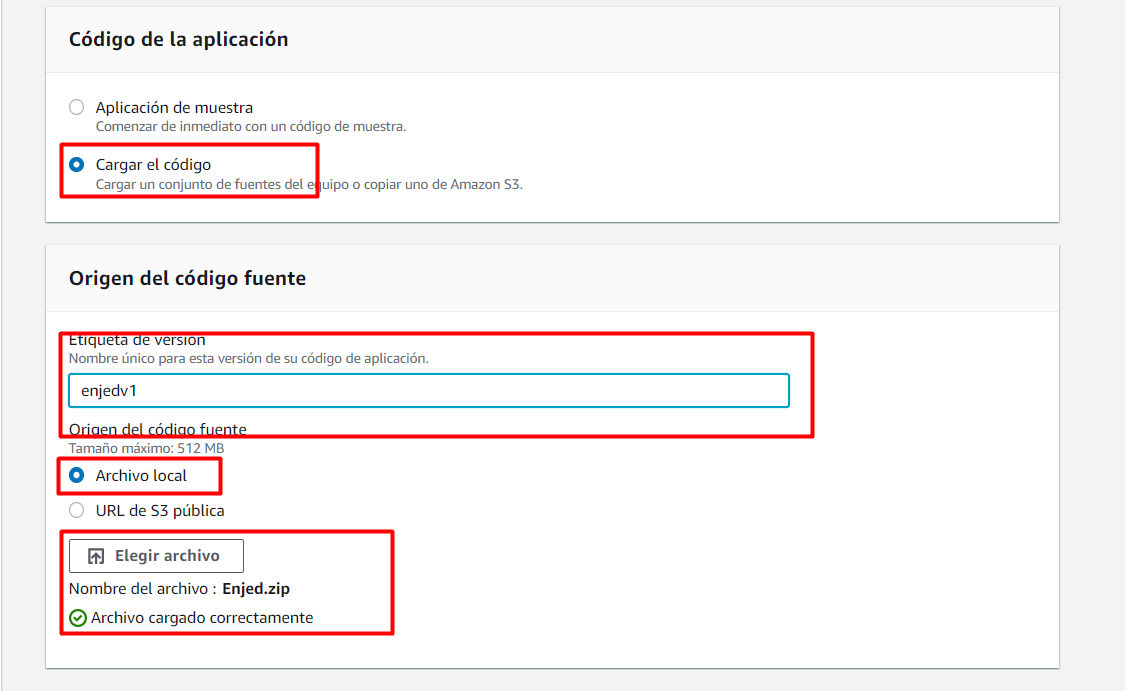 Código de la aplicación
Aplicación de muestra
Comenzar de inmediato con un código de muestra.
Cargar el código
Cargar un conjunto de fuentes del equipo o copiar uno de Amazon S3.
Origen del código fuente
Etiqueta de versión
Nombre único para esta versión de su código de aplicación.
enjedv1
Origen del código fuente
Tamaño máximo: 512 MB
Archivo local
URL de S3 pública
Elegir archivo
Nombre del archivo : Enjed.zip
Archivo cargado correctamente